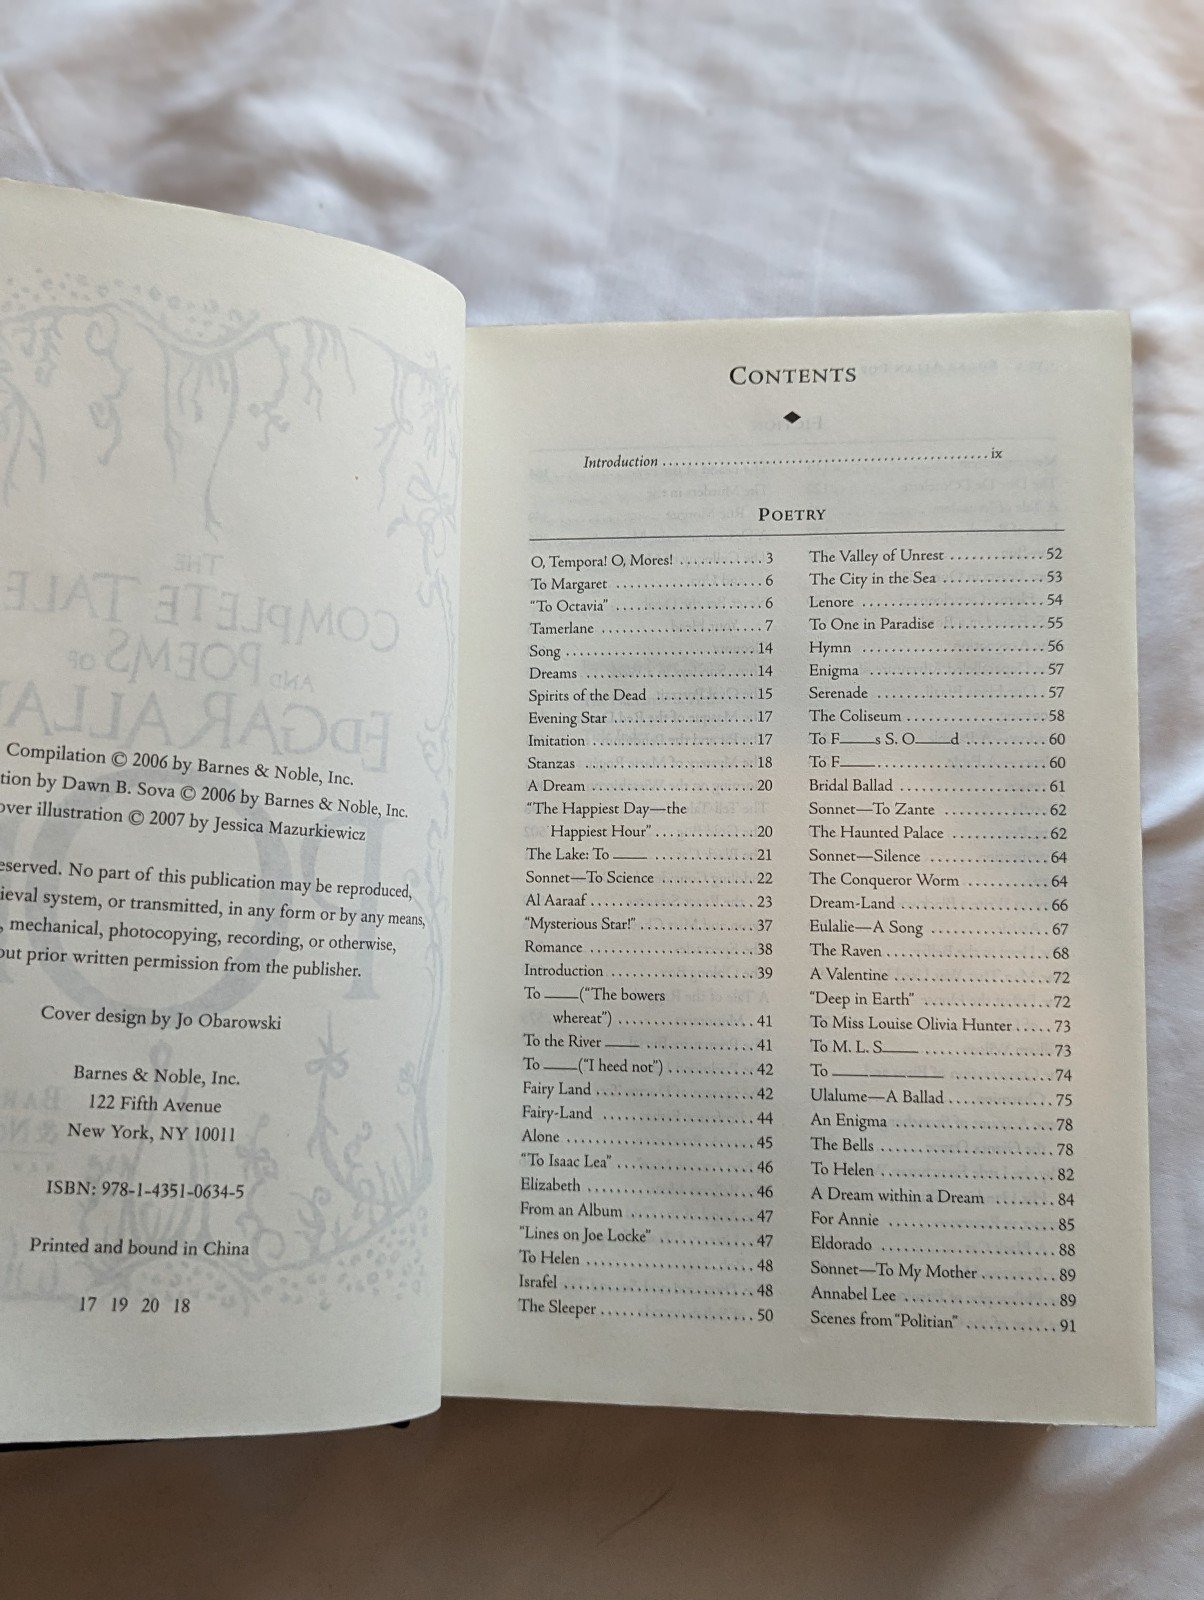 Compilation © 2006 by Barnes & Noble, Inc.
tion by Dawn B. Sova © 2006 by Barnes & Noble, Inc.
over illustration © 2007 by Jessica Mazurkiewicz
eserved. No part of this publication may be reproduced,
ieval system, or transmitted, in any form or by any means,
, mechanical, photocopying, recording, or otherwise,
out prior written permission from the publisher.
Cover design by Jo Obarowski
Barnes & Noble, Inc.
122 Fifth Avenue
New York, NY 10011
ISBN: 978-1-4351-0634-5
Printed and bound in China
17 19 20 18
CONTENTS
Introduction ................ ix
POETRY
O, Tempora! O, Mores! ............ 3
To Margaret ............ 6
"To Octavia" ............ 6
Tamerlane ............ 7
Song ............ 14
Dreams ............ 14
Spirits of the Dead ............ 15
Evening Star ............ 17
Imitation ............ 17
Stanzas ............ 18
A Dream ............ 20
"The Happiest Day—the
Happiest Hour" ............ 20
The Lake: To ____ ............ 21
Sonnet—To Science ............ 22
Al Aaraaf ............ 23
"Mysterious Star!" ............ 37
Romance ............ 38
Introduction ............ 39
To ____ ("The bowers
whereat") ............ 41
To the River ____ ............ 41
To ____ ("I heed not") ............ 42
Fairy Land ............ 42
Fairy-Land ............ 44
Alone ............ 45
"To Isaac Lea" ............ 46
Elizabeth ............ 46
From an Album ............ 47
"Lines on Joe Locke" ............ 47
To Helen ............ 48
Israfel ............ 48
The Sleeper ............ 50
The Valley of Unrest ............ 52
The City in the Sea ............ 53
Lenore ............ 54
To One in Paradise ............ 55
Hymn ............ 56
Enigma ............ 57
Serenade ............ 57
The Coliseum ............ 58
To F____s S. O____d ............ 60
To F____ ............ 60
Bridal Ballad ............ 61
Sonnet—To Zante ............ 62
The Haunted Palace ............ 62
Sonnet—Silence ............ 64
The Conqueror Worm ............ 64
Dream-Land ............ 66
Eulalie—A Song ............ 67
The Raven ............ 68
A Valentine ............ 72
"Deep in Earth" ............ 72
To Miss Louise Olivia Hunter ..... 73
To M. L. S____ ............ 73
To ____________ ............ 74
Ulalume—A Ballad ............ 75
An Enigma ............ 78
The Bells ............ 78
To Helen ............ 82
A Dream within a Dream ........ 84
For Annie ............ 85
Eldorado ............ 88
Sonnet—To My Mother .......... 89
Annabel Lee ............ 89
Scenes from "Politian" ............ 91